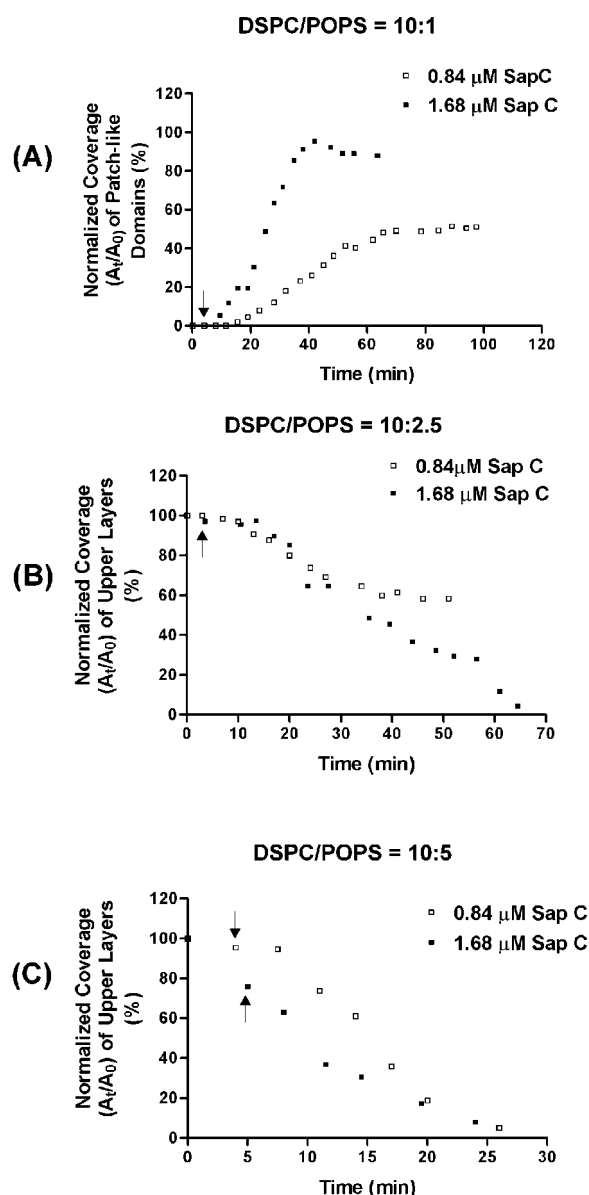 DSPC/POPS = 10:1
0.84 μM SapC
1.68 μM Sap C
(A)
Normalized Coverage
(At/A0) of Patch-like
Domains (%)
120
100
80
60
40
20
0
0 20 40 60 80 100 120
Time (min)
DSPC/POPS = 10:2.5
0.84μM Sap C
1.68 μM Sap C
(B)
Normalized Coverage
(At/A0) of Upper Layers
(%)
120
100
80
60
40
20
0
0 10 20 30 40 50 60 70
Time (min)
DSPC/POPS = 10:5
0.84 μM Sap C
1.68 μM Sap C
(C)
Normalized Coverage
(At/A0) of Upper Layers
(%)
120
100
80
60
40
20
0
0 5 10 15 20 25 30
Time (min)